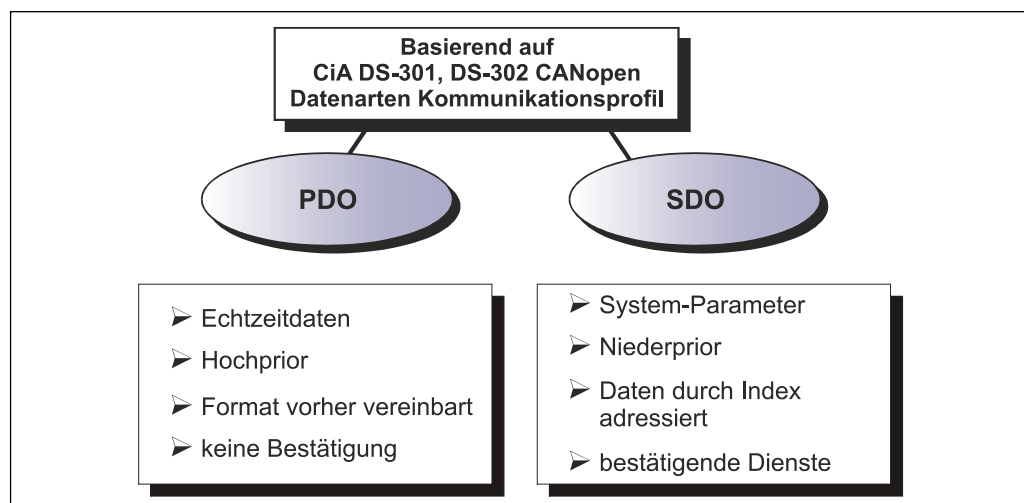 Basierend auf
CiA DS-301, DS-302 CANopen
Datenarten Kommunikationsprofil
PDO
SDO
Echtzeitdaten
Hochprior
Format vorher vereinbart
keine Bestätigung
System-Parameter
Niederprior
Daten durch Index
adressiert
bestätigende Dienste